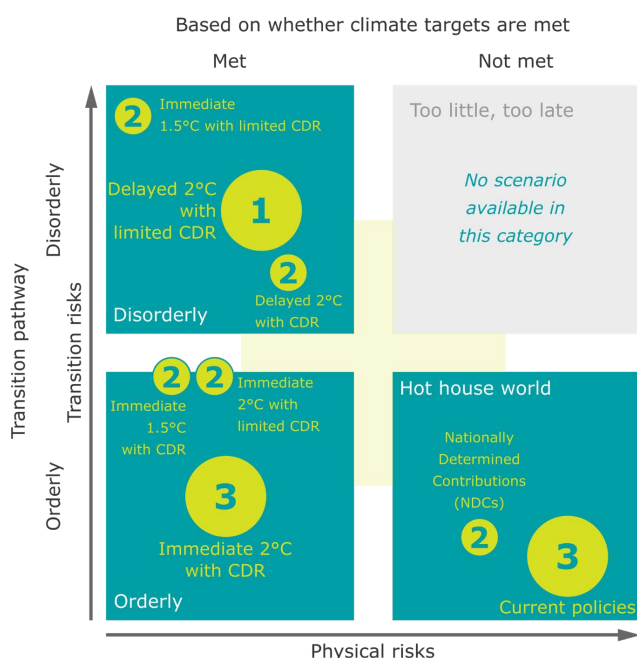 Based on whether climate targets are met
Met
Not met
Transition pathway
Disorderly
Orderly
Transition risks
2
Immediate
1.5°C with limited CDR
Delayed 2°C
with
limited CDR
1
2
Delayed 2°C
with CDR
Disorderly
Too little, too late
No scenario
available in
this category
2
2
Immediate
1.5°C
with CDR
Immediate
2°C with
limited CDR
3
Immediate 2°C
with CDR
Orderly
Hot house world
Nationally
Determined
Contributions
(NDCs)
2
3
Current policies
Physical risks